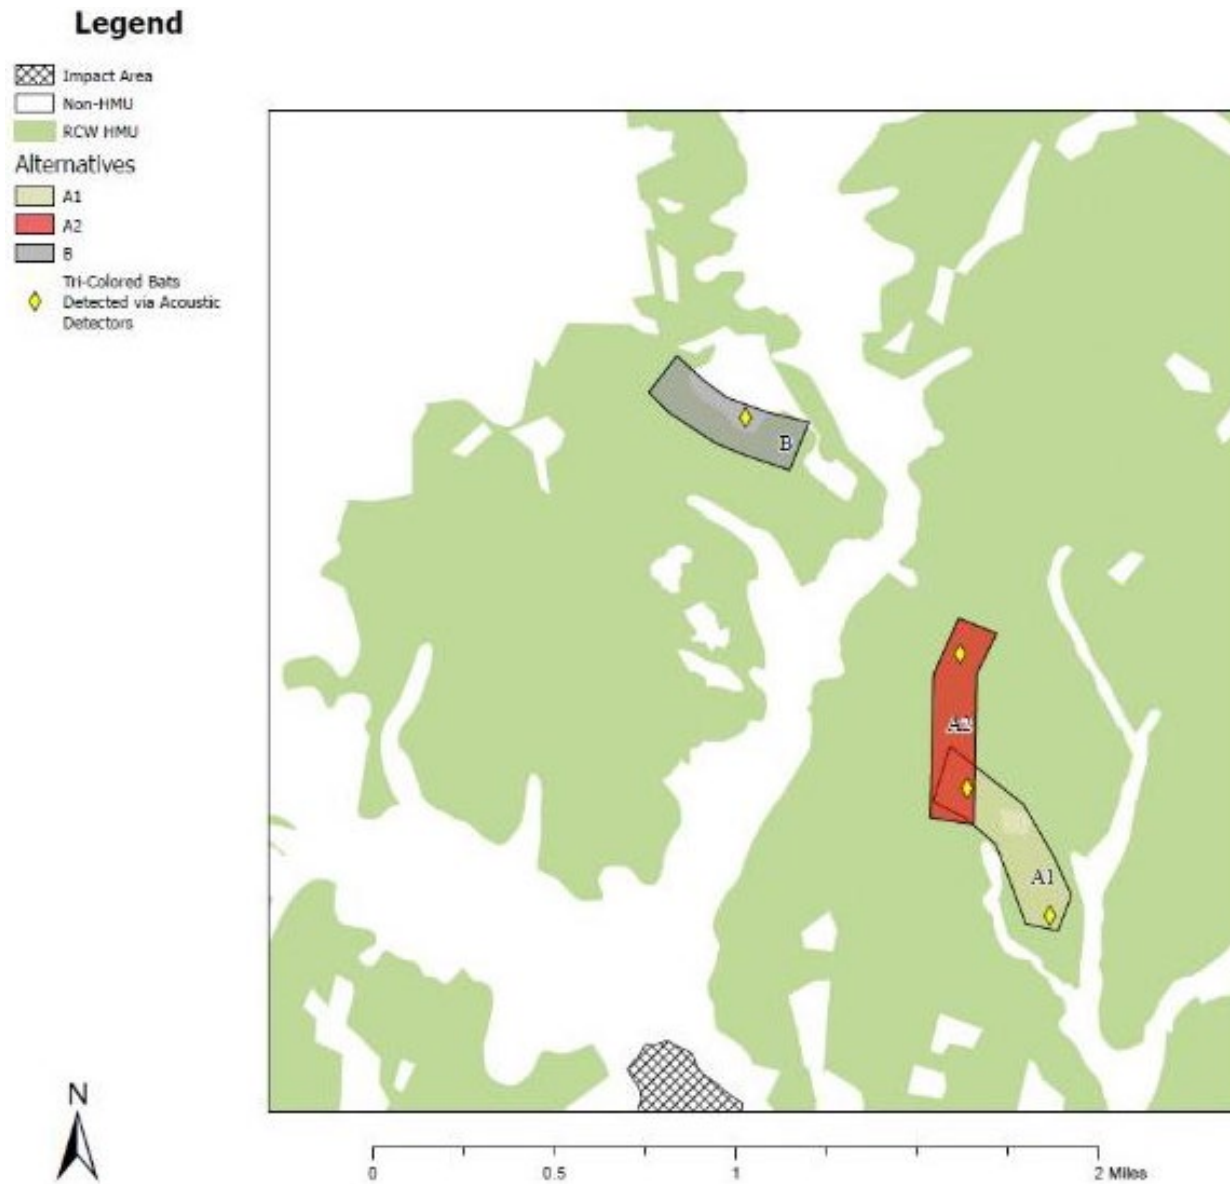 Legend
Impact Area
Non-HMU
RCW HMU
Alternatives
A1
A2
B
Tri-Colored Bats
Detected via Acoustic
Detectors
B
A2
A1
N
0 0.5 1 2 Miles